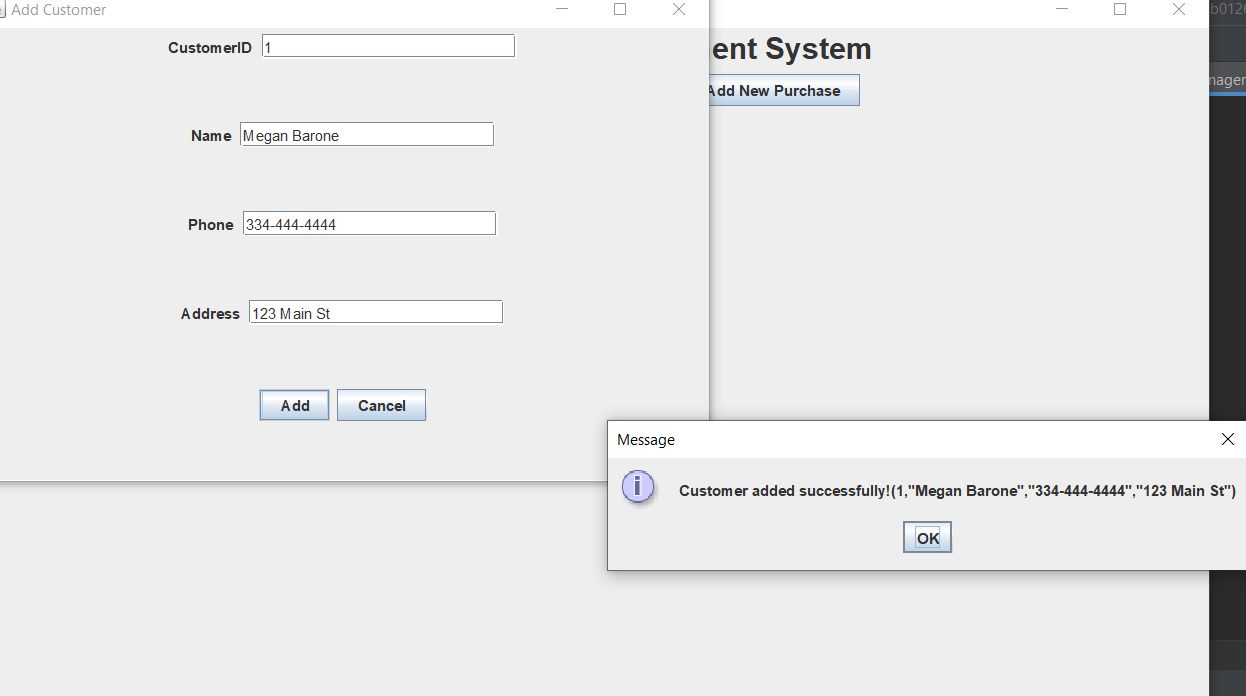 Add Customer
CustomerID 1
Name Megan Barone
Phone 334-444-4444
Address 123 Main St
Add Cancel
ent System
Add New Purchase
b012
nager
Message
Customer added successfully!(1,"Megan Barone","334-444-4444","123 Main St")
OK